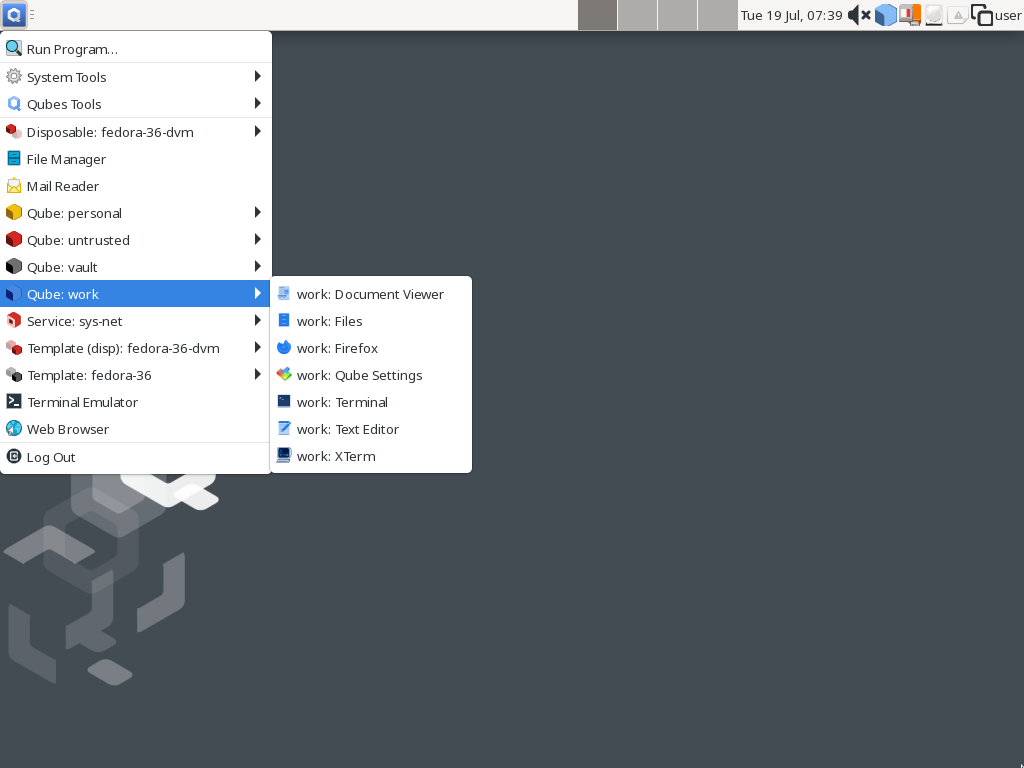 Tue 19 Jul, 07:39
user
Run Program...
System Tools
Qubes Tools
Disposable: fedora-36-dvm
File Manager
Mail Reader
Qube: personal
Qube: untrusted
Qube: vault
Qube: work
Service: sys-net
Template (disp): fedora-36-dvm
Template: fedora-36
Terminal Emulator
Web Browser
Log Out
work: Document Viewer
work: Files
work: Firefox
work: Qube Settings
work: Terminal
work: Text Editor
work: XTerm